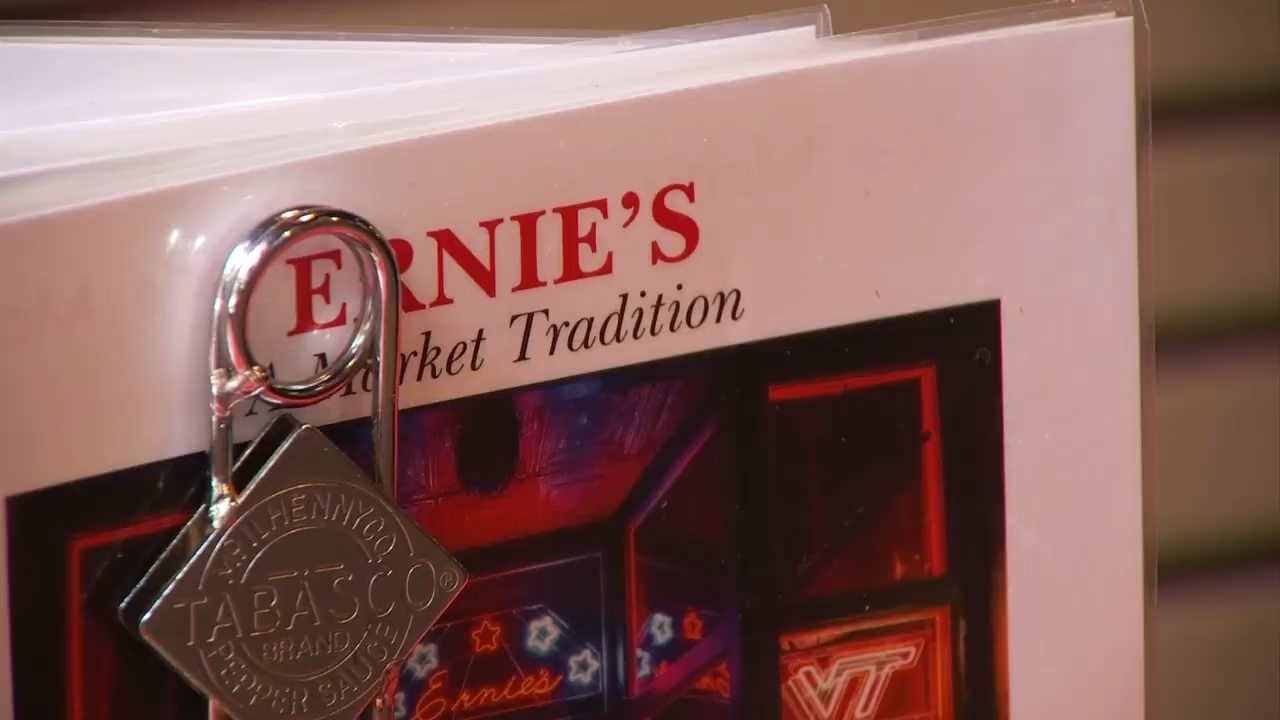 ERNIE'S
A Market Tradition
McILHENNY CO.
TABASCO®
BRAND
PEPPER SAUCE
Ernie's
VT